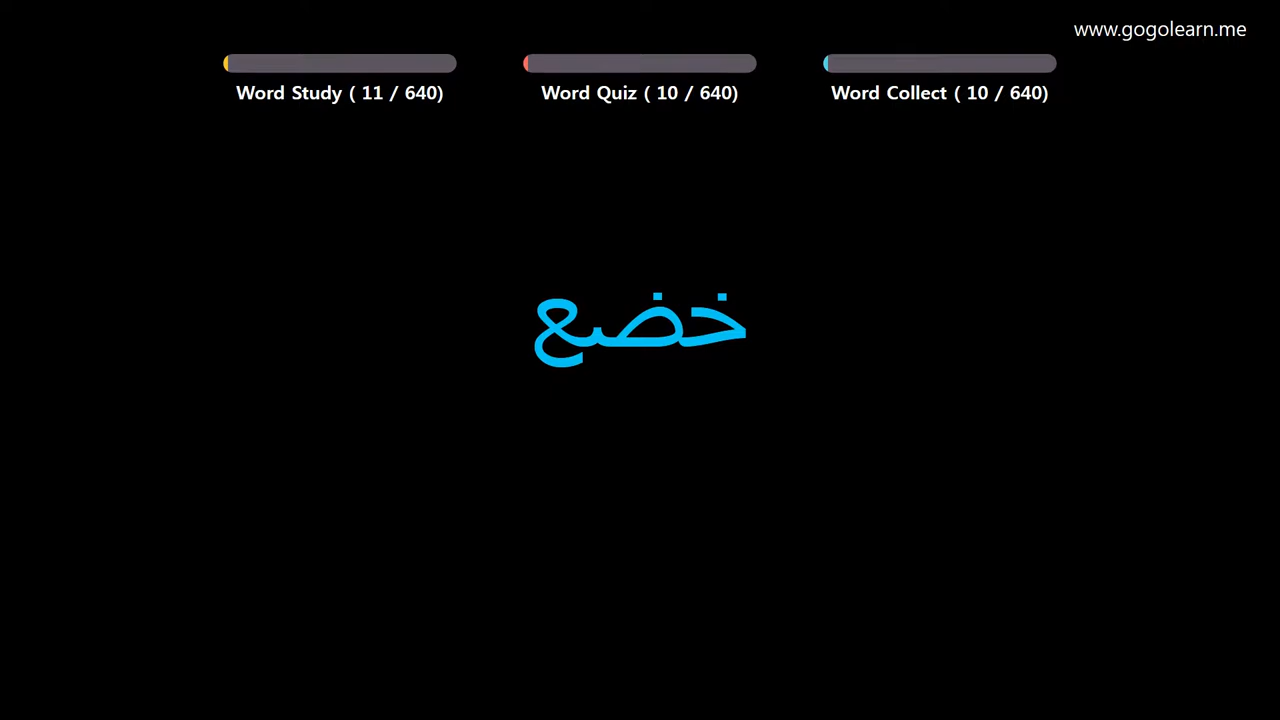 www.gogolearn.me
Word Study ( 11 / 640)
Word Quiz ( 10 / 640)
Word Collect ( 10 / 640)
خضع